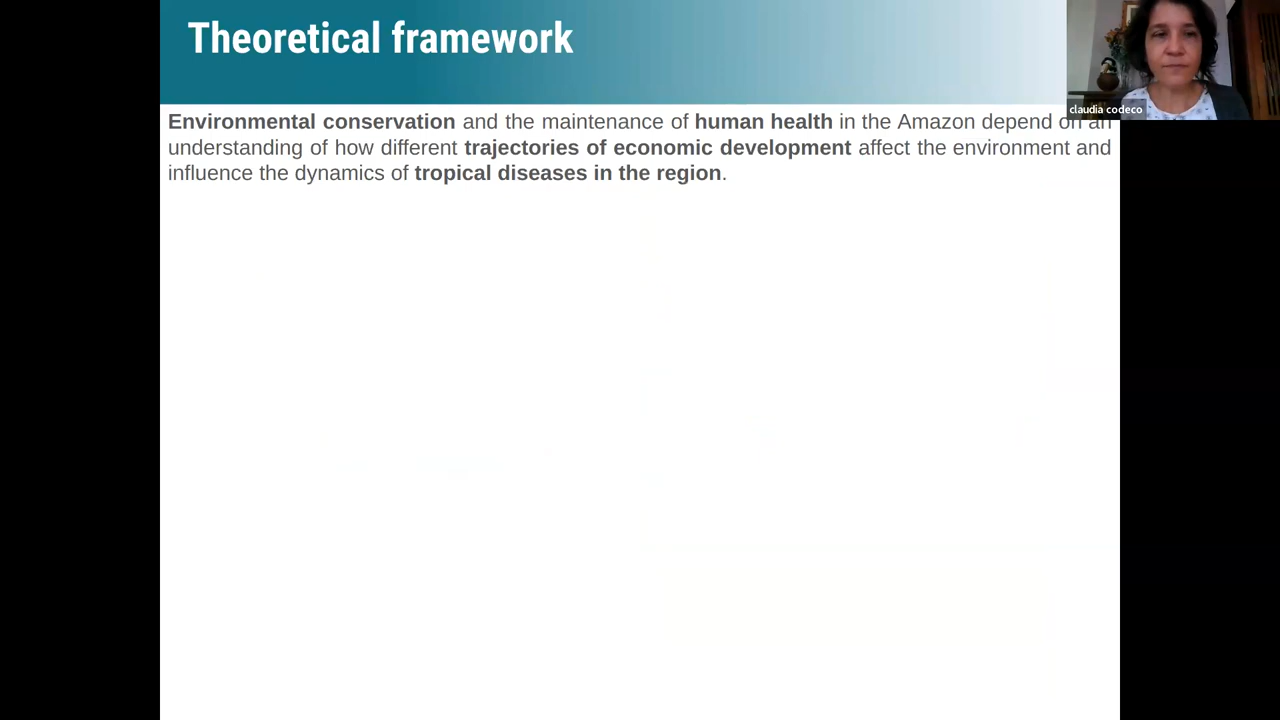 Theoretical framework
claudia codeco
Environmental conservation and the maintenance of human health in the Amazon depend on an
understanding of how different trajectories of economic development affect the environment and
influence the dynamics of tropical diseases in the region.